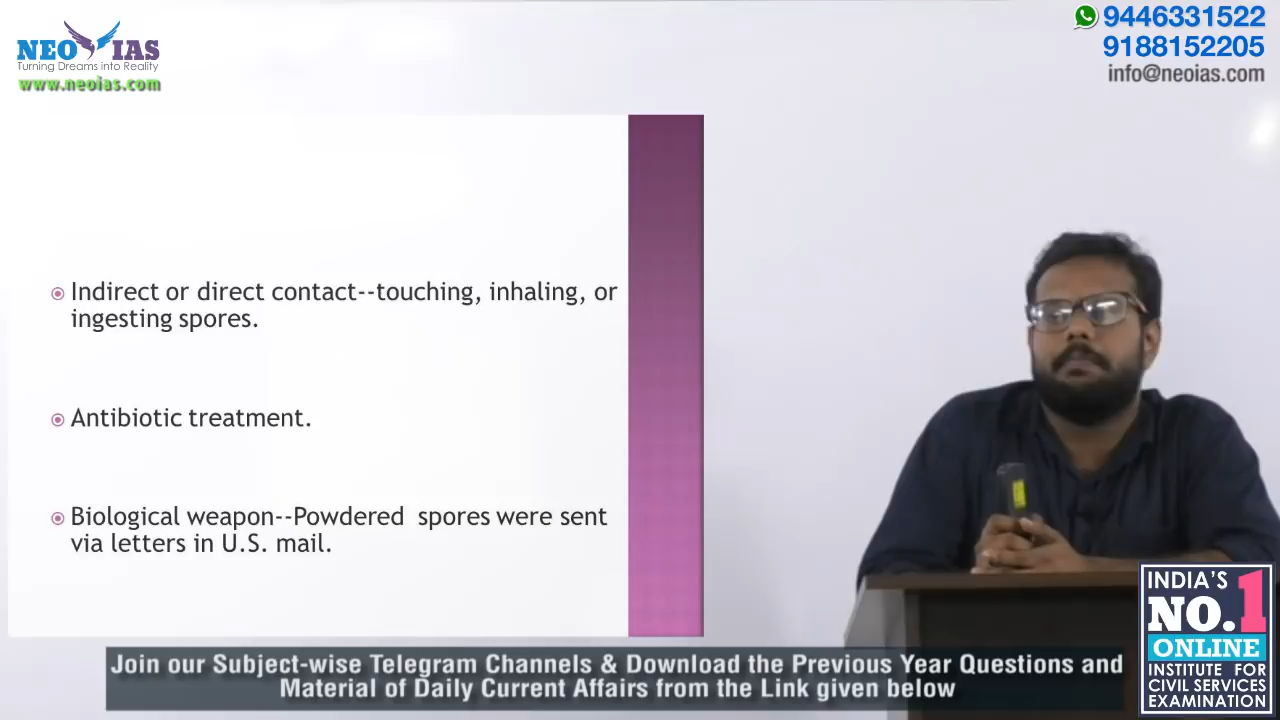 NEO IAS
Turning Dreams into Reality
www.neoias.com
9446331522
9188152205
info@neoias.com
Indirect or direct contact--touching, inhaling, or
ingesting spores.
Antibiotic treatment.
Biological weapon--Powdered spores were sent
via letters in U.S. mail.
Join our Subject-wise Telegram Channels & Download the Previous Year Questions and
Material of Daily Current Affairs from the Link given below
INDIA'S
NO.1
ONLINE
INSTITUTE FOR
CIVIL SERVICES
EXAMINATION